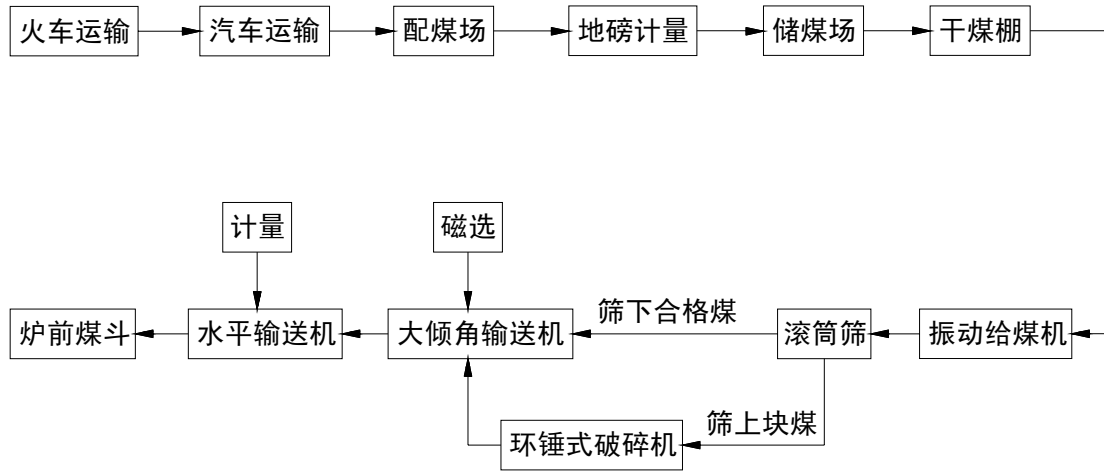 火车运输
汽车运输
配煤场
地磅计量
储煤场
干煤棚
计量
磁选
炉前煤斗
水平输送机
大倾角输送机
筛下合格煤
滚筒筛
振动给煤机
环锤式破碎机
筛上块煤